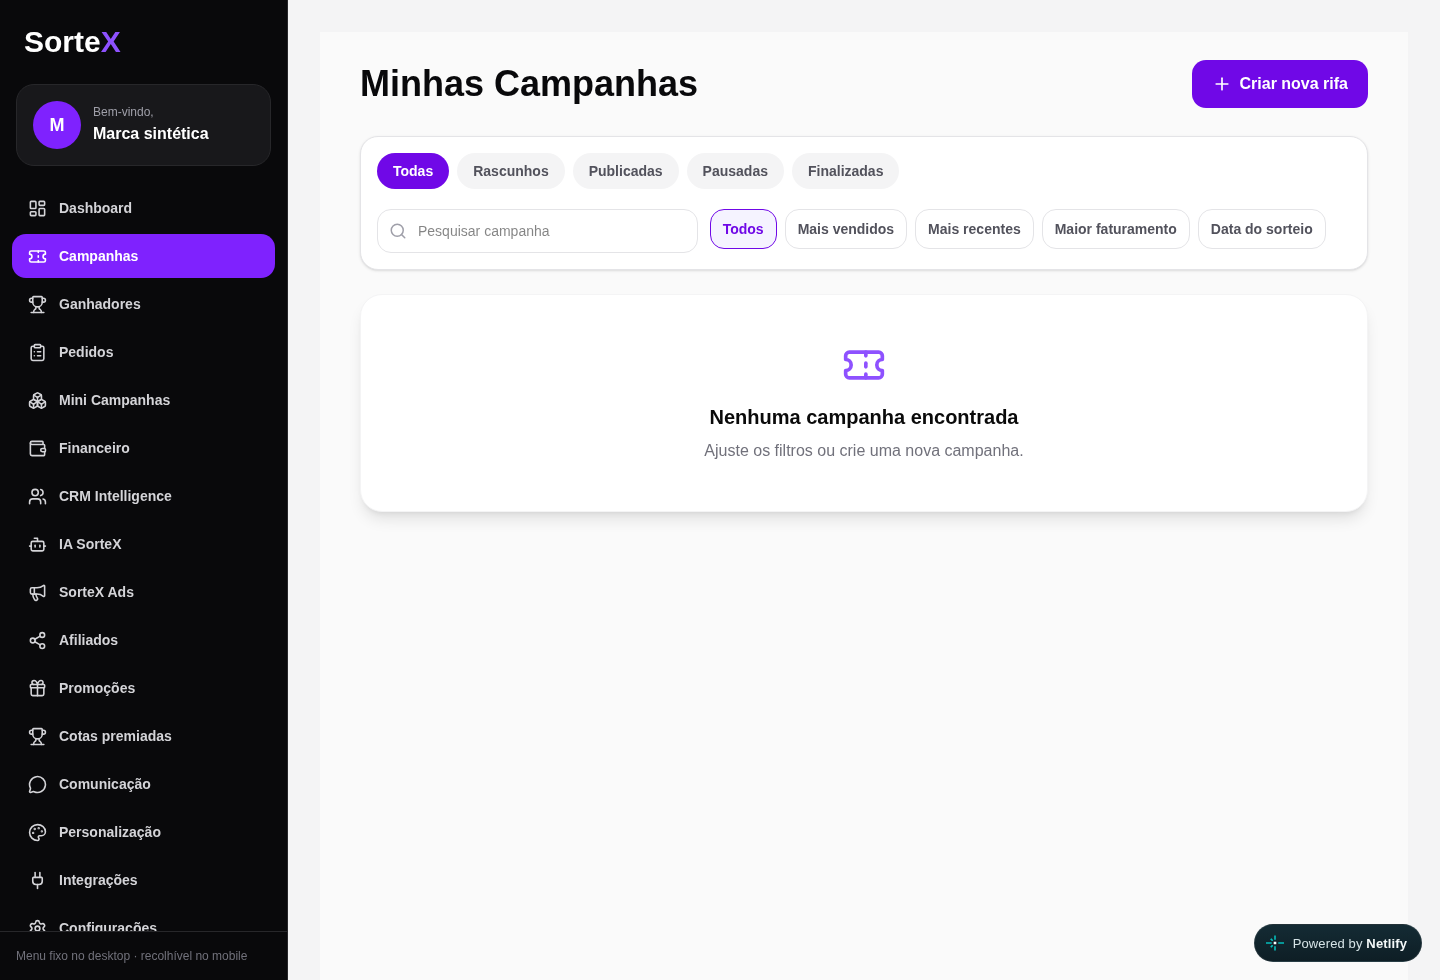 SorteX
M
Bem-vindo,
Marca sintética
Dashboard
Campanhas
Ganhadores
Pedidos
Mini Campanhas
Financeiro
CRM Intelligence
IA SorteX
SorteX Ads
Afiliados
Promoções
Cotas premiadas
Comunicação
Personalização
Integrações
Configurações
Menu fixo no desktop · recolhível no mobile
Minhas Campanhas
Criar nova rifa
Todas Rascunhos Publicadas Pausadas Finalizadas
Pesquisar campanha Todos Mais vendidos Mais recentes Maior faturamento Data do sorteio
Nenhuma campanha encontrada
Ajuste os filtros ou crie uma nova campanha.
Powered by Netlify